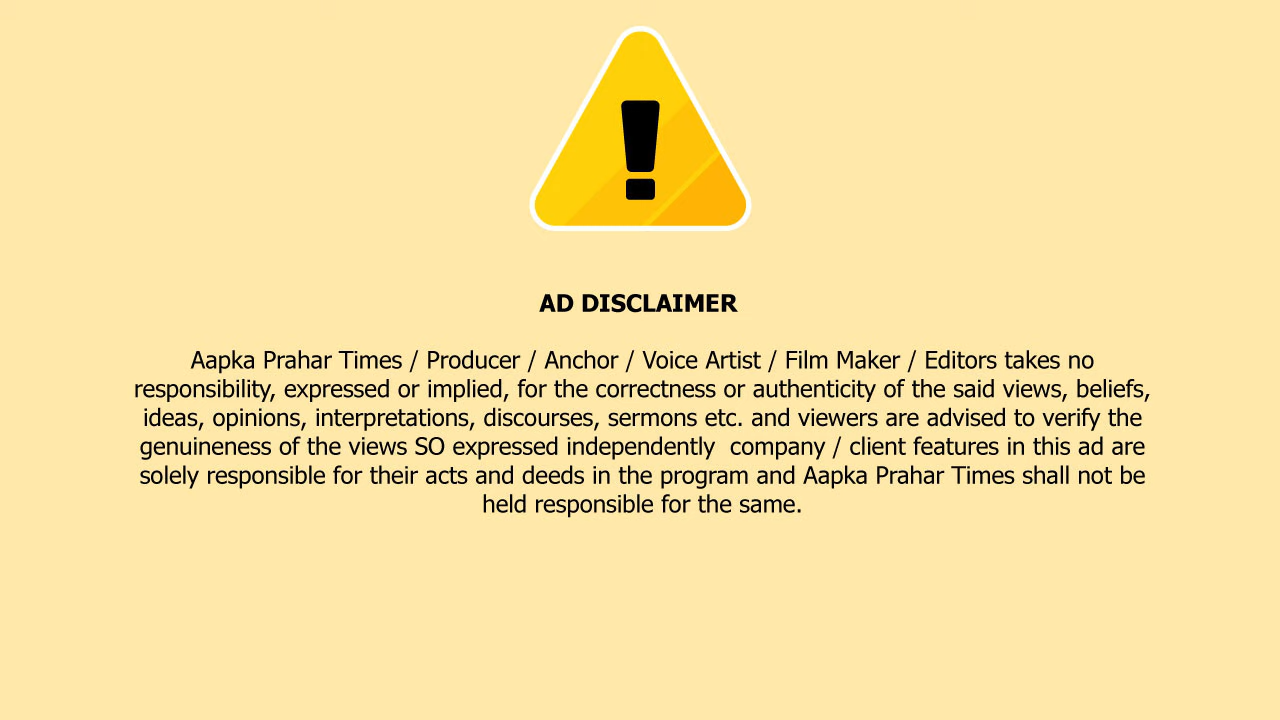 AD DISCLAIMER
Aapka Prahar Times / Producer / Anchor / Voice Artist / Film Maker / Editors takes no
responsibility, expressed or implied, for the correctness or authenticity of the said views, beliefs,
ideas, opinions, interpretations, discourses, sermons etc. and viewers are advised to verify the
genuineness of the views SO expressed independently  company / client features in this ad are
solely responsible for their acts and deeds in the program and Aapka Prahar Times shall not be
held responsible for the same.